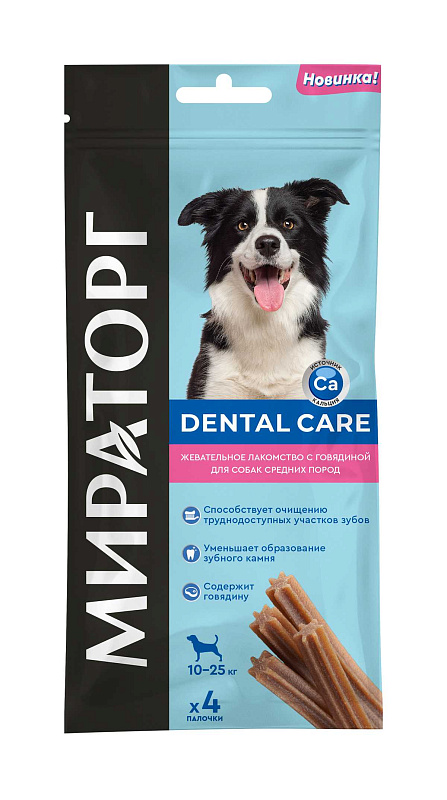 Новинка!
МИРАТОРГ
ИСТОЧНИК
Ca
КАЛЬЦИЯ
DENTAL CARE
ЖЕВАТЕЛЬНОЕ ЛАКОМСТВО С ГОВЯДИНОЙ
ДЛЯ СОБАК СРЕДНИХ ПОРОД
Способствует очищению
труднодоступных участков зубов
Уменьшает образование
зубного камня
Содержит
говядину
10–25 кг
x4
ПАЛОЧКИ